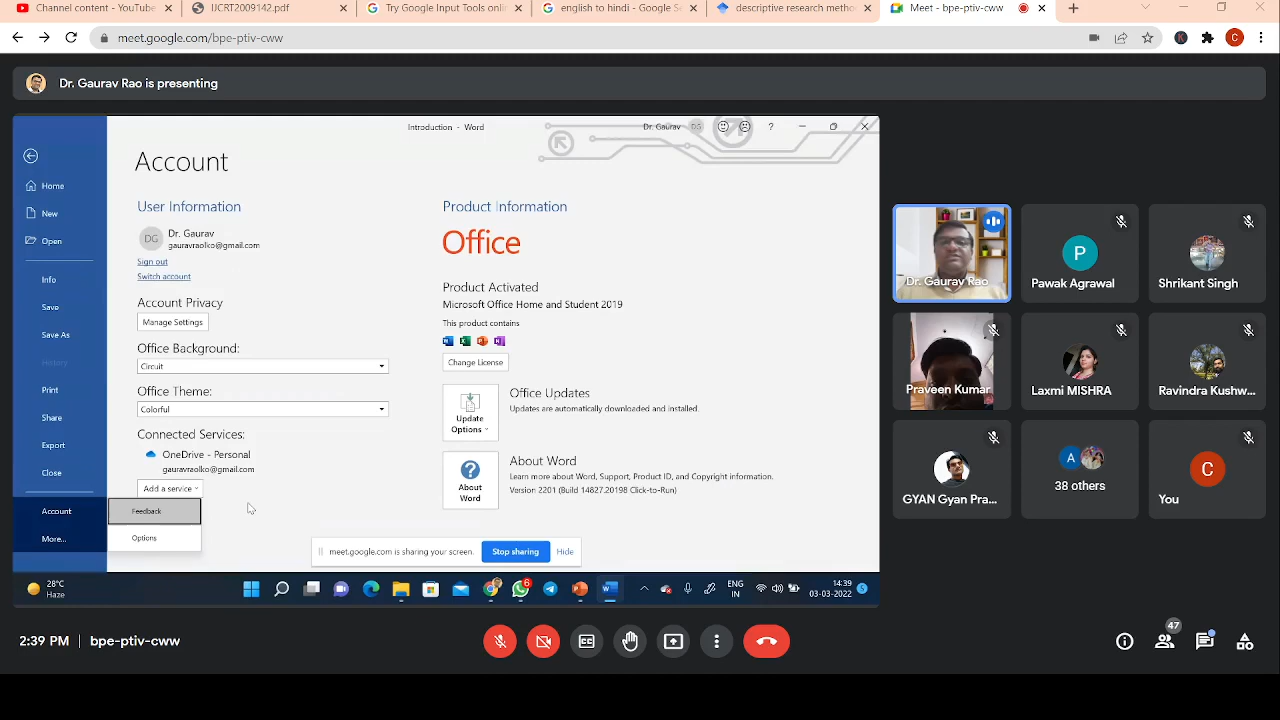 Channel content - YouTube
IJCRT2009142.pdf
Try Google Input Tools onlin
english to hindi - Google Se
descriptive research metho
Meet - bpe-ptiv-cww
meet.google.com/bpe-ptiv-cww
K
C
Dr. Gaurav Rao is presenting
Introduction - Word
Dr. Gaurav
DG
?
Account
Home
New
Open
Info
Save
Save As
History
Print
Share
Export
Close
Account
More...
User Information
DG
Dr. Gaurav
gauravraolko@gmail.com
Sign out
Switch account
Account Privacy
Manage Settings
Office Background:
Circuit
Office Theme:
Colorful
Connected Services:
OneDrive - Personal
gauravraolko@gmail.com
Add a service
Feedback
Options
Product Information
Office
Product Activated
Microsoft Office Home and Student 2019
This product contains
Change License
Update
Options
Office Updates
Updates are automatically downloaded and installed.
About
Word
About Word
Learn more about Word, Support, Product ID, and Copyright information.
Version 2201 (Build 14827.20198 Click-to-Run)
meet.google.com is sharing your screen.
Stop sharing
Hide
28°C
Haze
6
ENG
IN
14:39
03-03-2022
5
Dr. Gaurav Rao
P
Pawak Agrawal
Shrikant Singh
Praveen Kumar
Laxmi MISHRA
Ravindra Kushw...
GYAN Gyan Pra...
A
38 others
C
You
2:39 PM
bpe-ptiv-cww
47